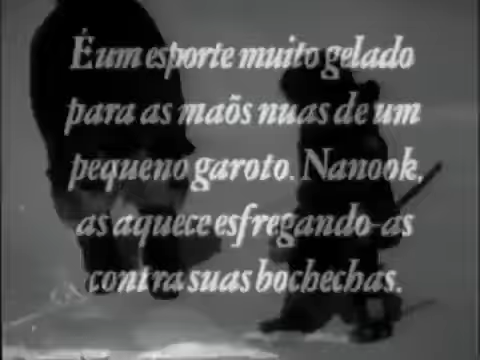 É um esporte muito gelado
para as maõs nuas de um
pequeno garoto. Nanook,
as aquece esfregando-as
contra suas bochechas.